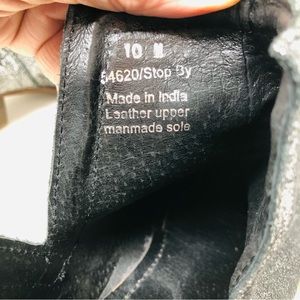 10 M
54620/Stop By
Made in India
Leather upper
manmade sole